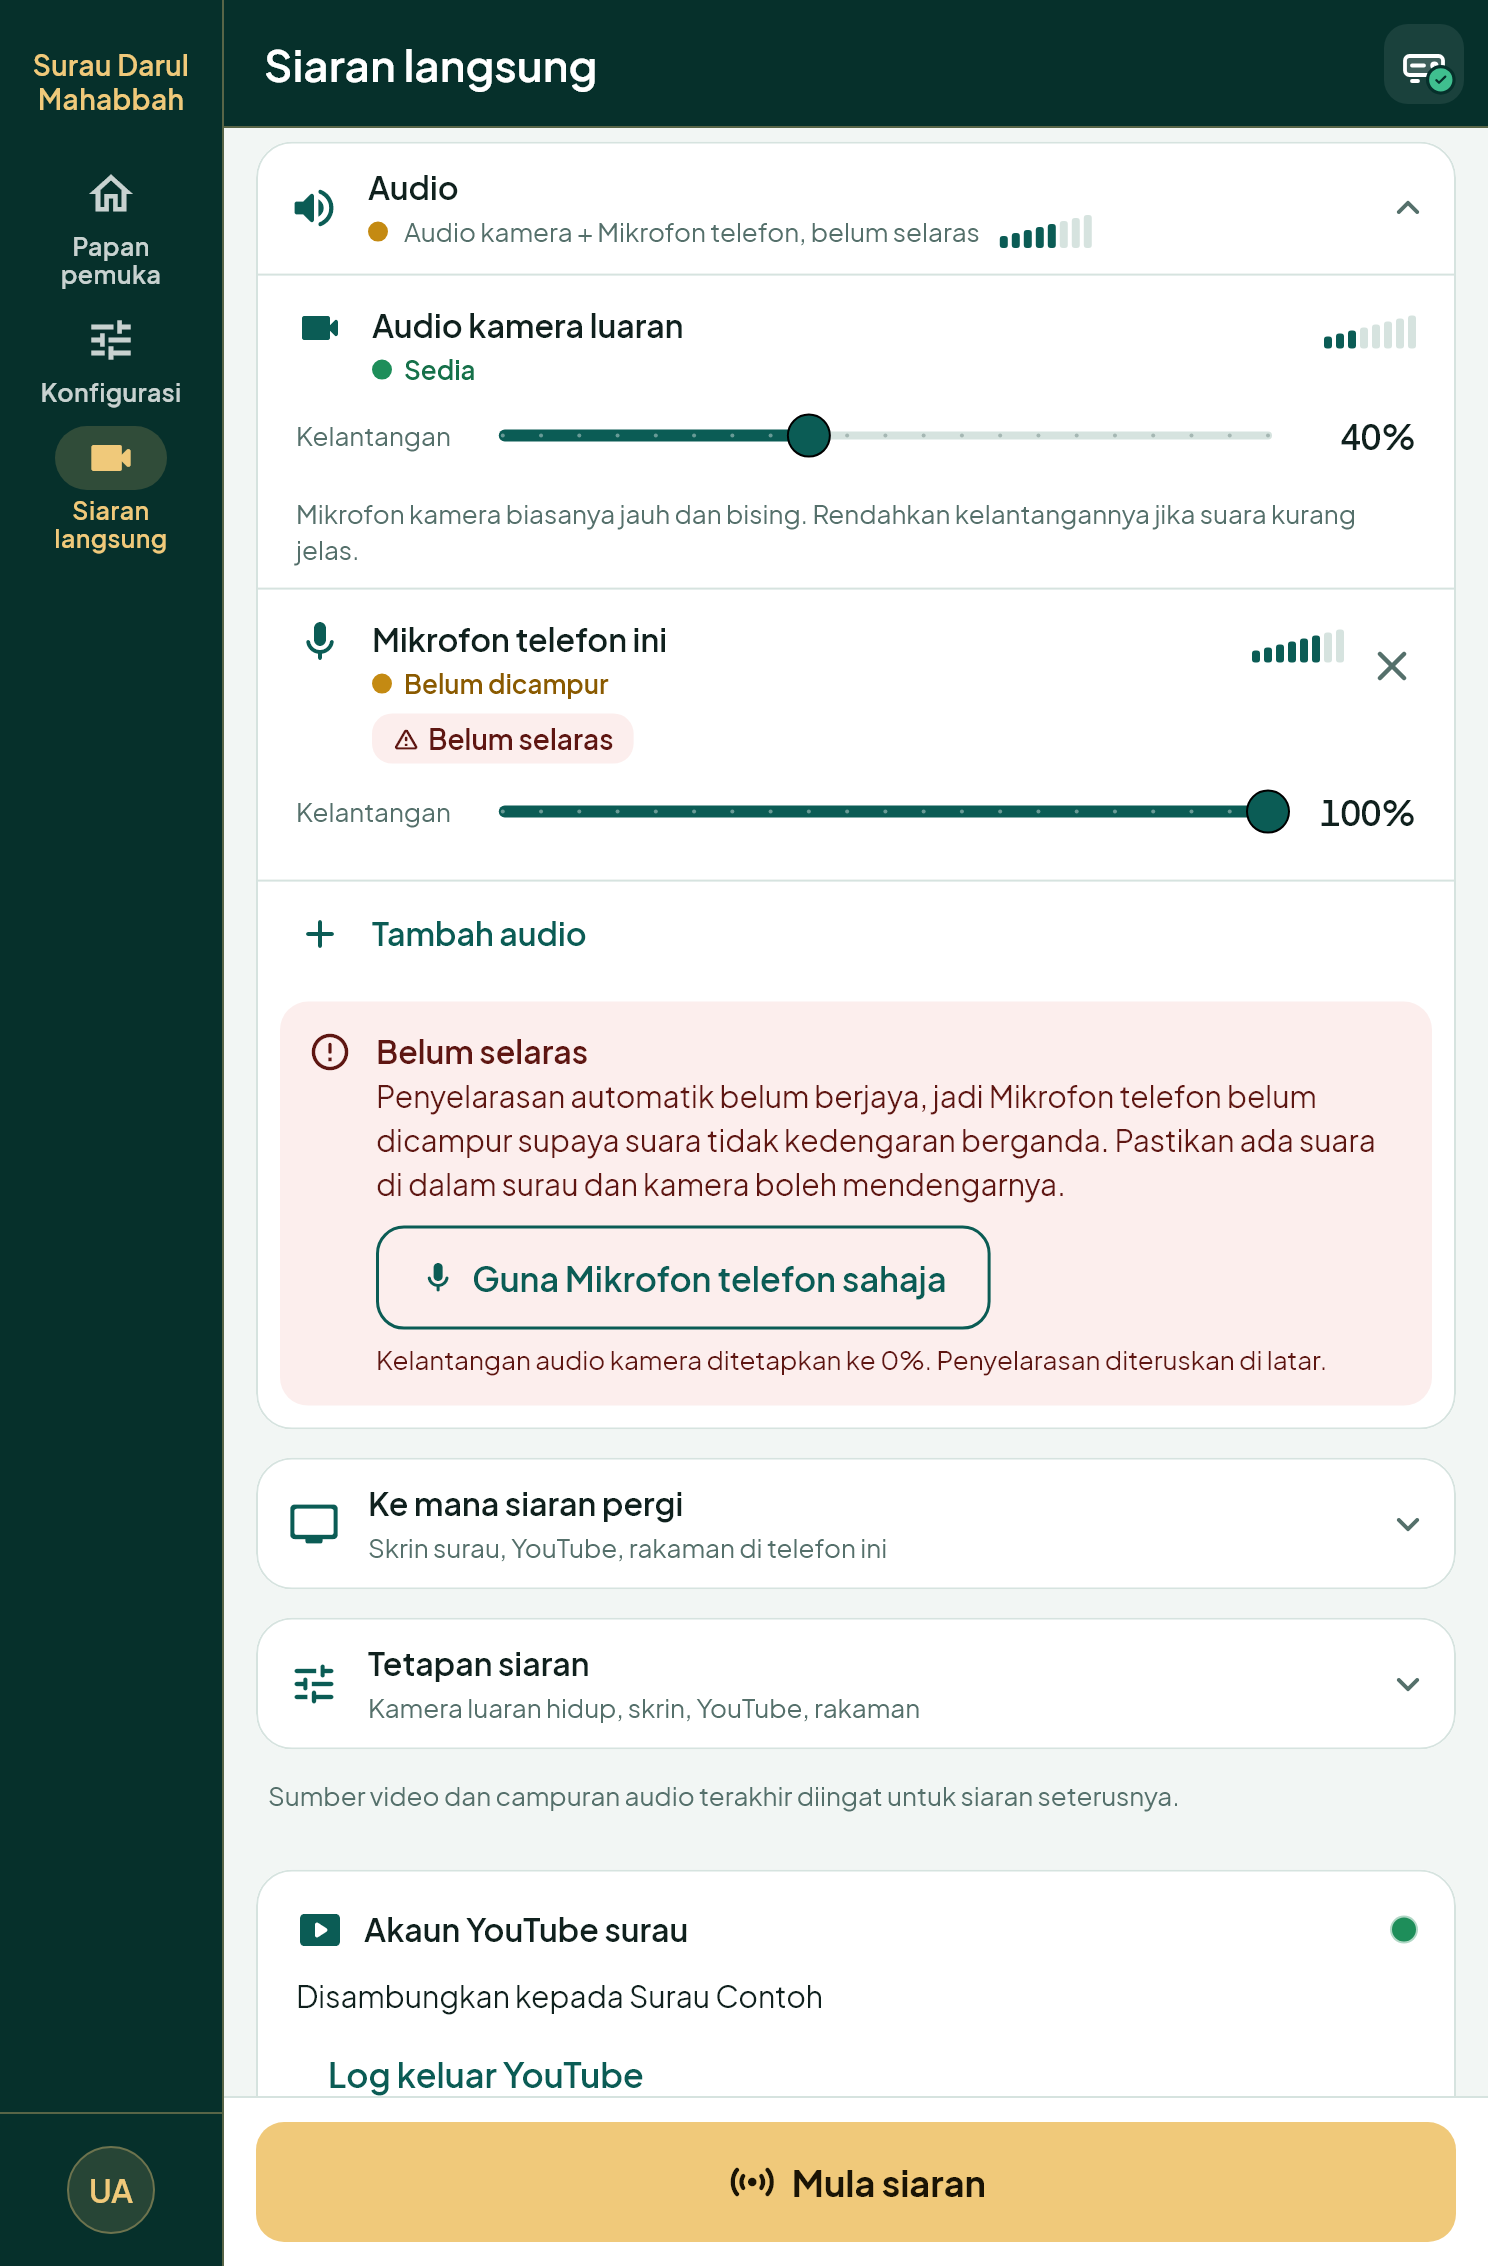 Surau Darul
Mahabbah
Papan
pemuka
Konfigurasi
Siaran
langsung
UA
Siaran langsung
Audio
Audio kamera + Mikrofon telefon, belum selaras
Audio kamera luaran
Sedia
Kelantangan
40%
Mikrofon kamera biasanya jauh dan bising. Rendahkan kelantangannya jika suara kurang
jelas.
Mikrofon telefon ini
Belum dicampur
Belum selaras
Kelantangan
100%
Tambah audio
Belum selaras
Penyelarasan automatik belum berjaya, jadi Mikrofon telefon belum
dicampur supaya suara tidak kedengaran berganda. Pastikan ada suara
di dalam surau dan kamera boleh mendengarnya.
Guna Mikrofon telefon sahaja
Kelantangan audio kamera ditetapkan ke 0%. Penyelarasan diteruskan di latar.
Ke mana siaran pergi
Skrin surau, YouTube, rakaman di telefon ini
Tetapan siaran
Kamera luaran hidup, skrin, YouTube, rakaman
Sumber video dan campuran audio terakhir diingat untuk siaran seterusnya.
Akaun YouTube surau
Disambungkan kepada Surau Contoh
Log keluar YouTube
Mula siaran